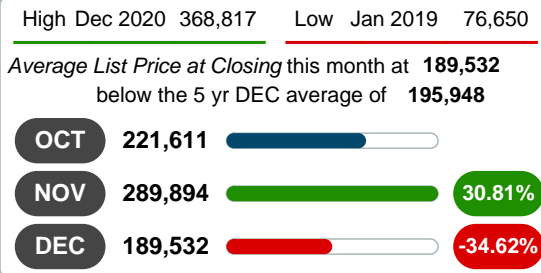 High Dec 2020 368,817 Low Jan 2019 76,650
Average List Price at Closing this month at 189,532
below the 5 yr DEC average of 195,948
OCT 221,611
NOV 289,894 30.81%
DEC 189,532 -34.62%